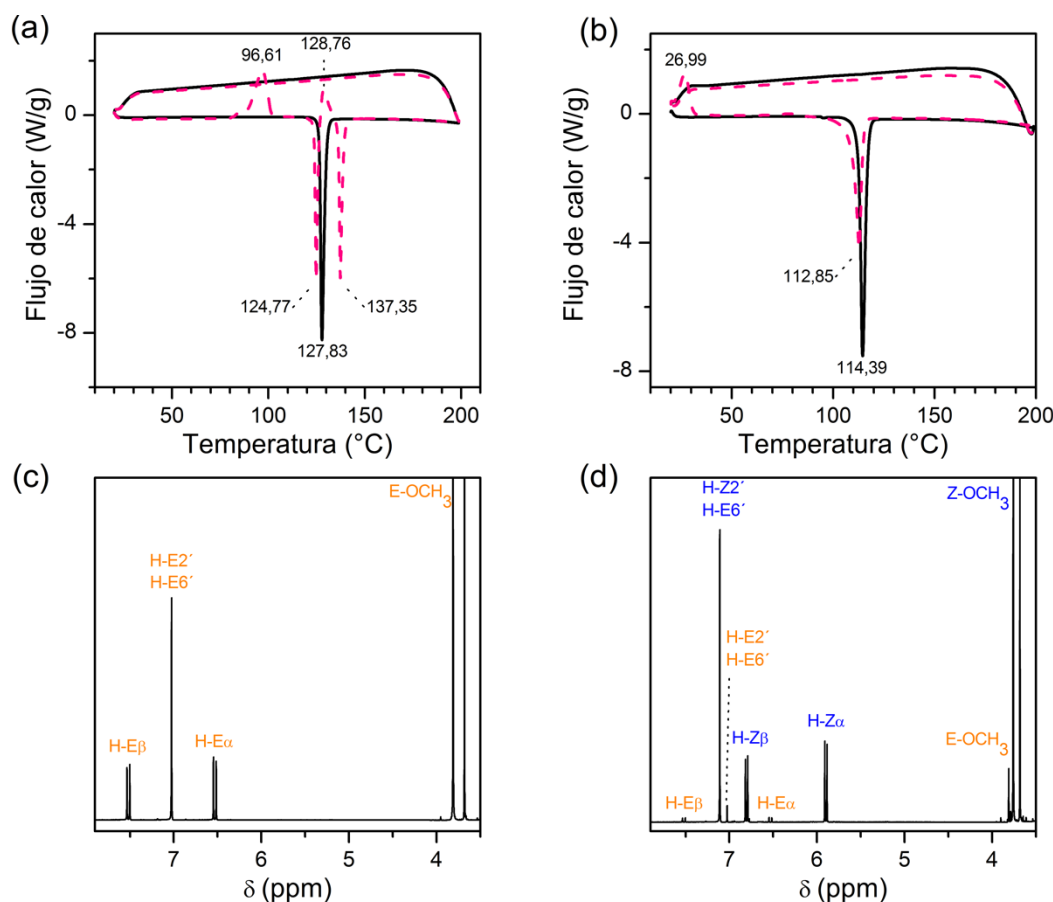 (a)
96,61
128,76
0
-4
-8
Flujo de calor (W/g)
124,77
137,35
127,83
50
100
150
200
Temperatura (°C)
(b)
26,99
0
-4
-8
Flujo de calor (W/g)
112,85
114,39
50
100
150
200
Temperatura (°C)
(c)
E-OCH3
H-E2´
H-E6´
H-Eβ
H-Eα
7
6
5
4
δ (ppm)
(d)
H-Z2´
H-E6´
Z-OCH3
H-E2´
H-E6´
H-Zβ
H-Zα
E-OCH3
H-Eβ
H-Eα
7
6
5
4
δ (ppm)